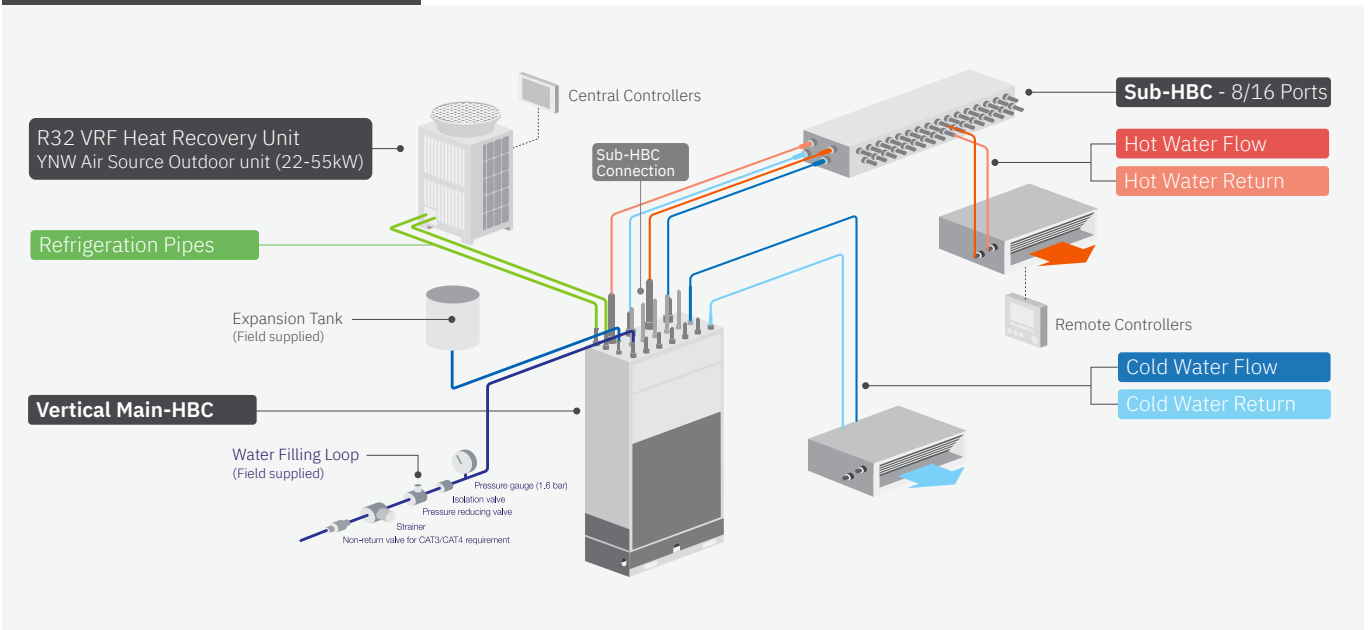 Central Controllers
Sub-HBC - 8/16 Ports
R32 VRF Heat Recovery Unit
YNW Air Source Outdoor unit (22-55kW)
Hot Water Flow
Sub-HBC
Connection
Hot Water Return
Refrigeration Pipes
Expansion Tank
(Field supplied)
Remote Controllers
Cold Water Flow
Vertical Main-HBC
Cold Water Return
Water Filling Loop
(Field supplied)
Pressure gauge (1.6 bar)
Isolation valve
Pressure reducing valve
Strainer
Non-return valve for CAT3/CAT4 requirement